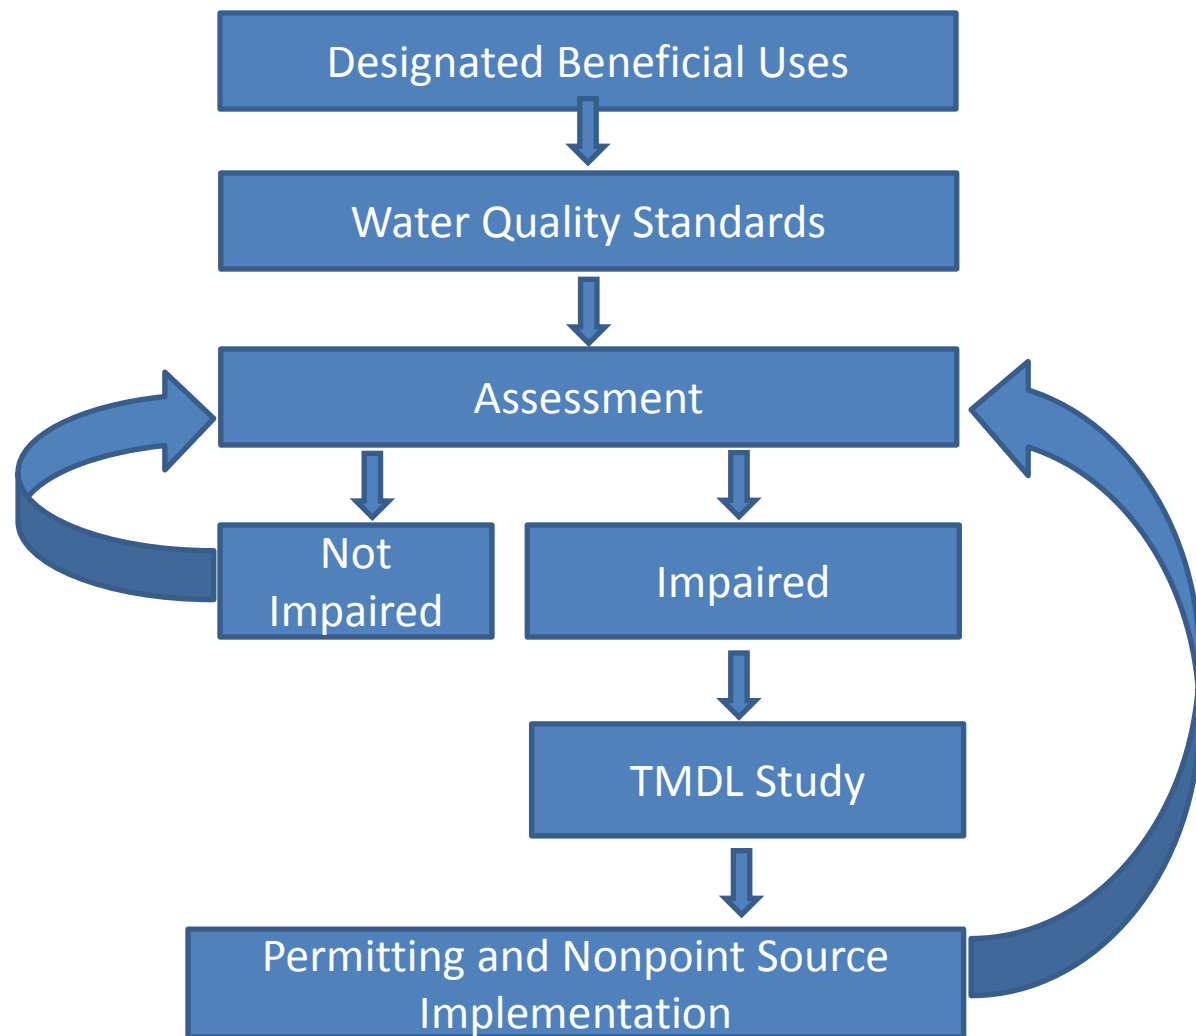 Designated Beneficial Uses
Water Quality Standards
Assessment
Not
Impaired
Impaired
TMDL Study
Permitting and Nonpoint Source
Implementation